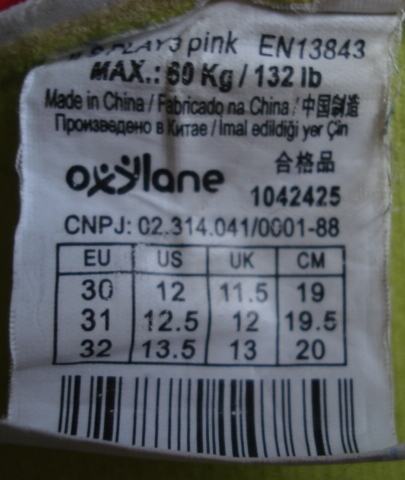 PLAY3 pink EN13843
MAX.: 60 Kg / 132 lb
Made in China / Fabricado na China / 中国制造
Произведено в Китае / Imal edildiği yer Çin
oxylane 合格品
1042425
CNPJ: 02.314.041/0001-88
EU US UK CM
30 12 11.5 19
31 12.5 12 19.5
32 13.5 13 20